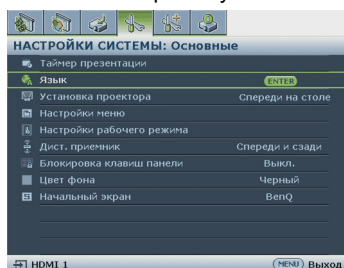 НАСТРОЙКИ СИСТЕМЫ: Основные
Таймер презентации
Язык ENTER
Установка проектора Спереди на столе
Настройки меню
Настройки рабочего режима
Дист. приемник Спереди и сзади
Блокировка клавиш панели Выкл.
Цвет фона Черный
Начальный экран BenQ
HDMI 1 MENU Выход